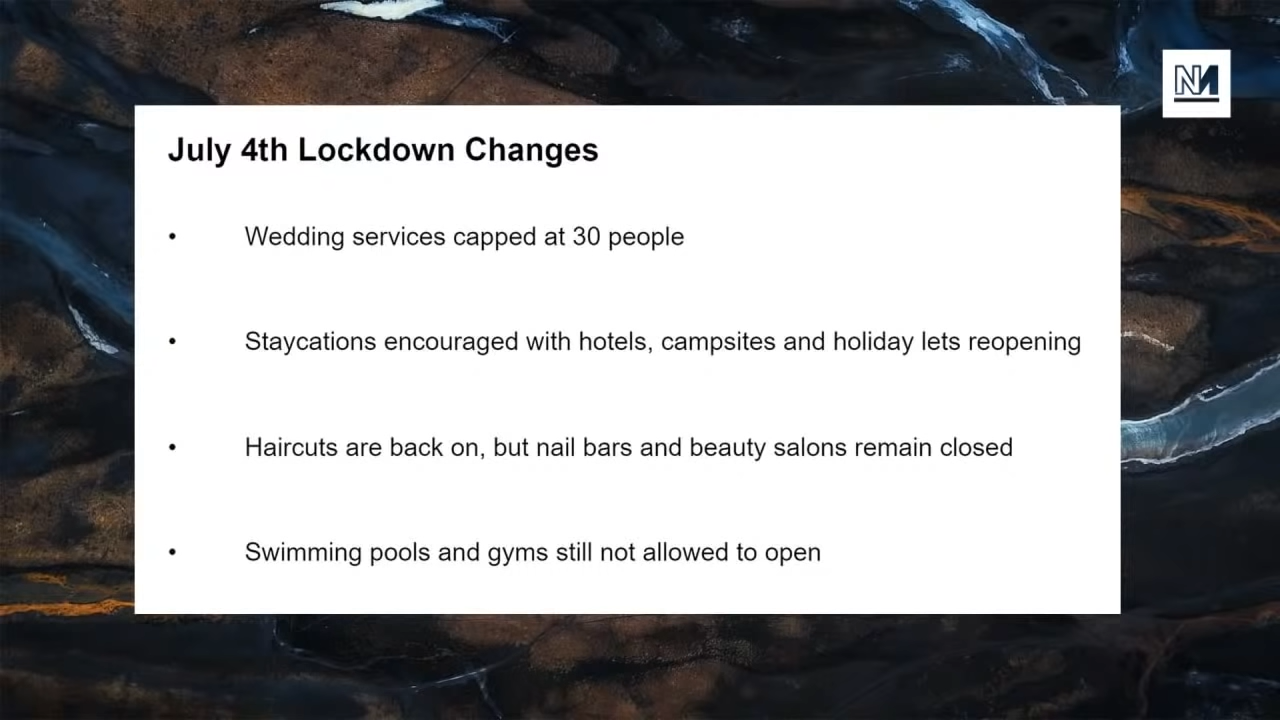 NM
July 4th Lockdown Changes
• Wedding services capped at 30 people
• Staycations encouraged with hotels, campsites and holiday lets reopening
• Haircuts are back on, but nail bars and beauty salons remain closed
• Swimming pools and gyms still not allowed to open